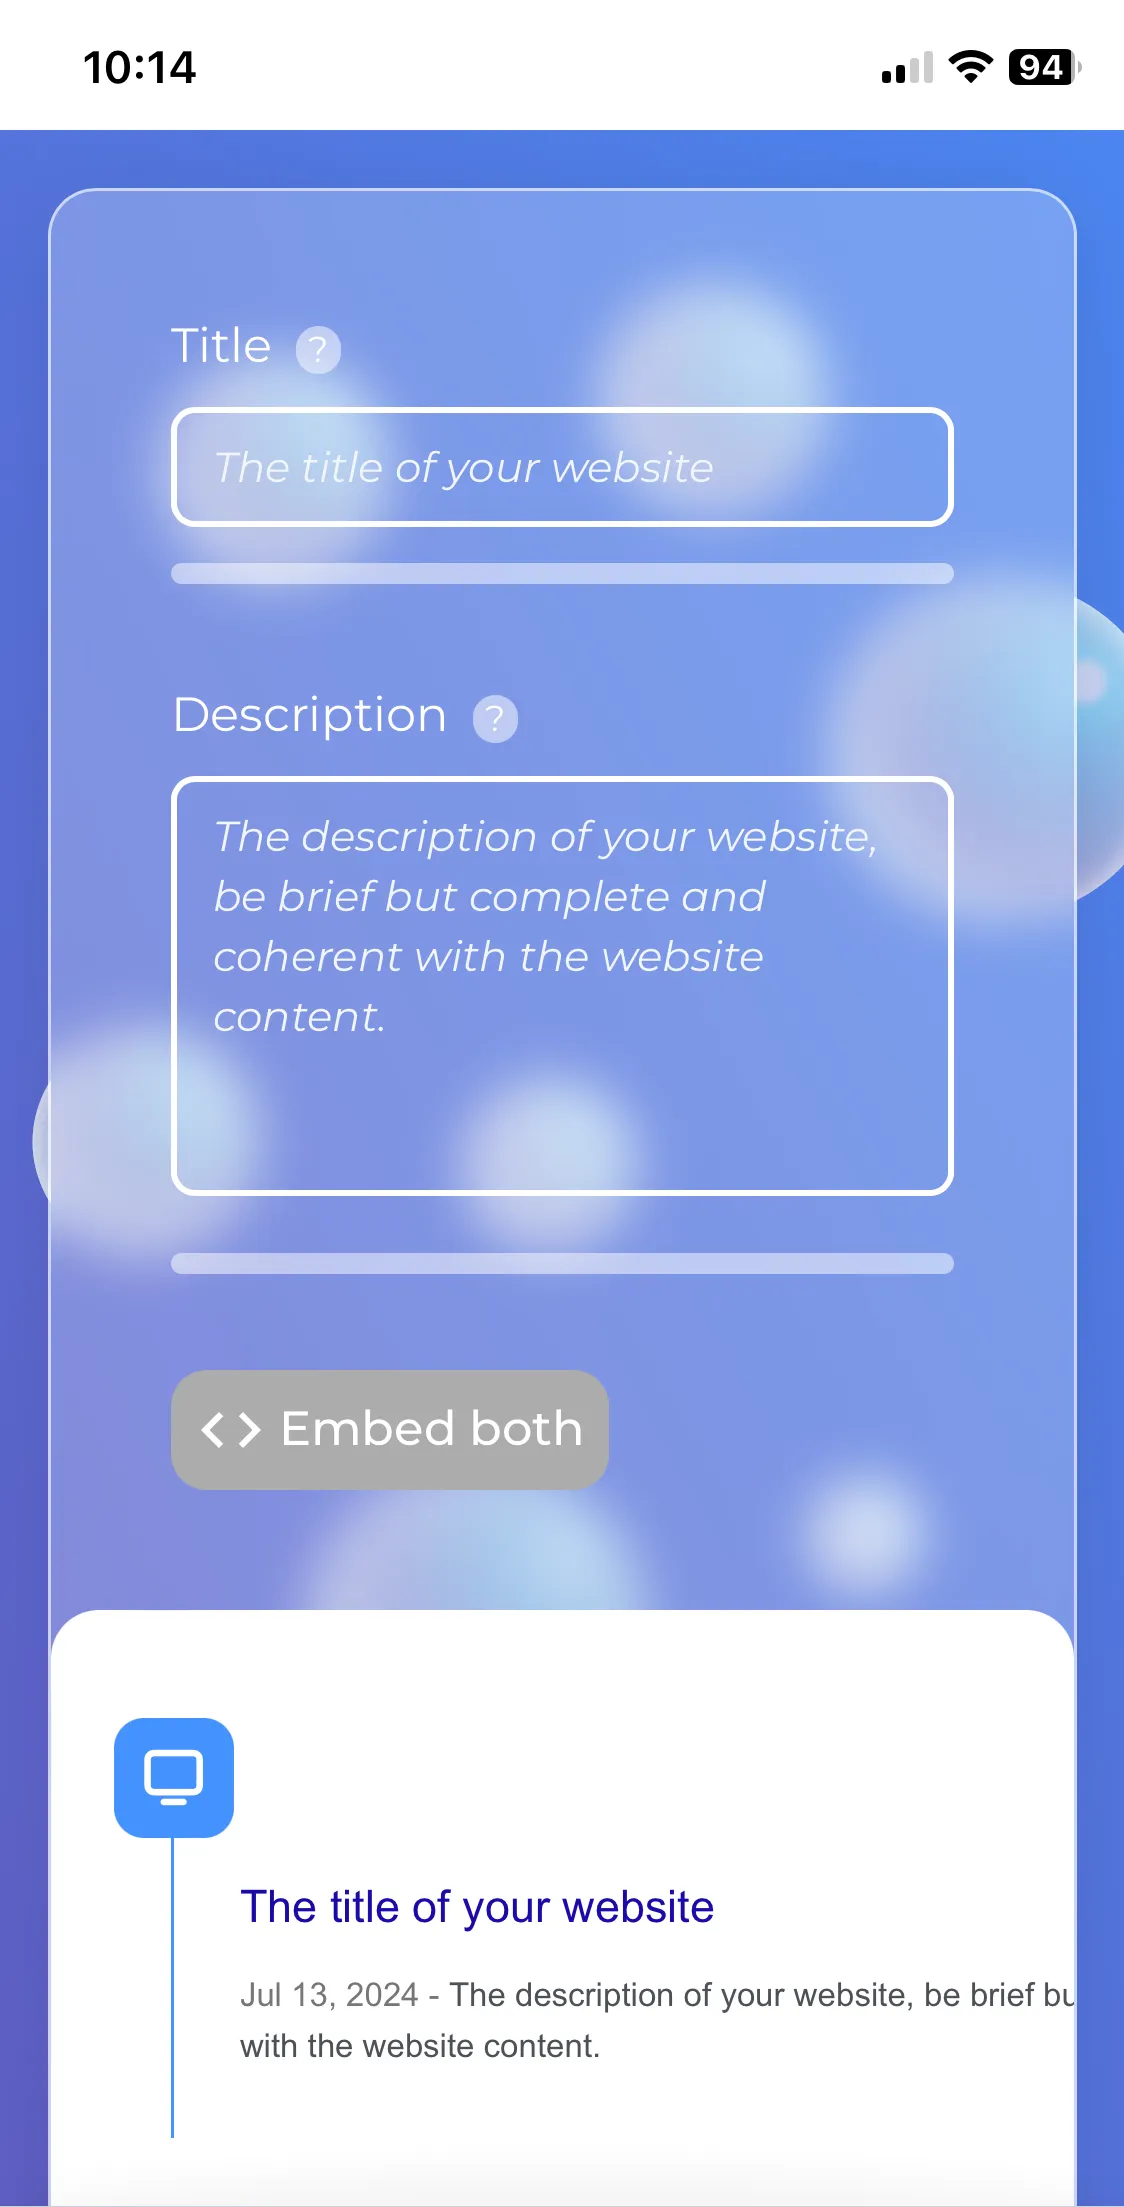 10:14
94
Title ?
The title of your website
Description ?
The description of your website,
be brief but complete and
coherent with the website
content.
<> Embed both
The title of your website
Jul 13, 2024 - The description of your website, be brief bu
with the website content.